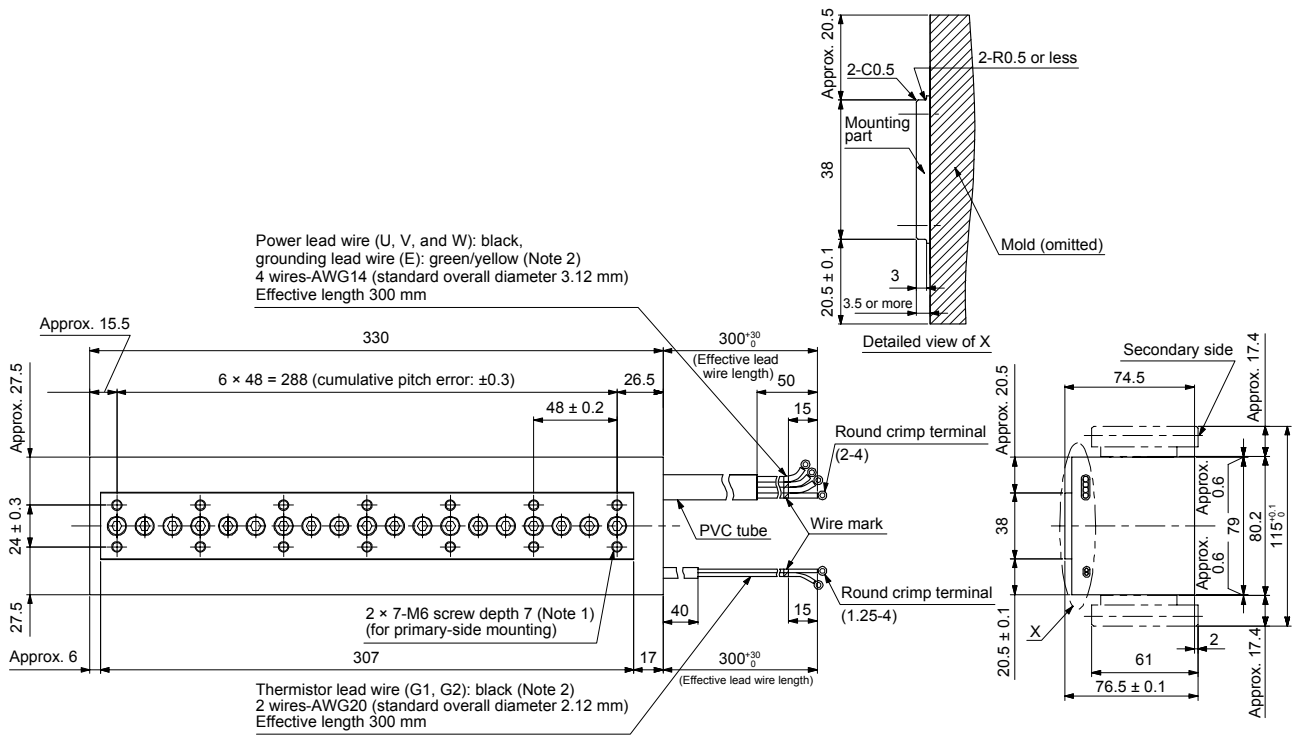 Approx. 20.5
2-C0.5
2-R0.5 or less
Mounting
part
38
Mold (omitted)
20.5 ± 0.1
3
3.5 or more
Detailed view of X
Power lead wire (U, V, and W): black,
grounding lead wire (E): green/yellow (Note 2)
4 wires-AWG14 (standard overall diameter 3.12 mm)
Effective length 300 mm
Approx. 15.5
330
300 +30 0
(Effective lead
wire length)
Approx. 27.5
6 × 48 = 288 (cumulative pitch error: ±0.3)
26.5
50
48 ± 0.2
15
Round crimp terminal
(2-4)
24 ± 0.3
PVC tube
Wire mark
27.5
2 × 7-M6 screw depth 7 (Note 1)
(for primary-side mounting)
40
15
Round crimp terminal
(1.25-4)
Approx. 6
307
17
300 +30 0
(Effective lead wire length)
Thermistor lead wire (G1, G2): black (Note 2)
2 wires-AWG20 (standard overall diameter 2.12 mm)
Effective length 300 mm
Secondary side
Approx. 17.4
74.5
Approx. 20.5
38
Approx.
0.6
79
80.2
115 +0.1 0
Approx.
0.6
20.5 ± 0.1
X
2
61
76.5 ± 0.1
Approx. 17.4